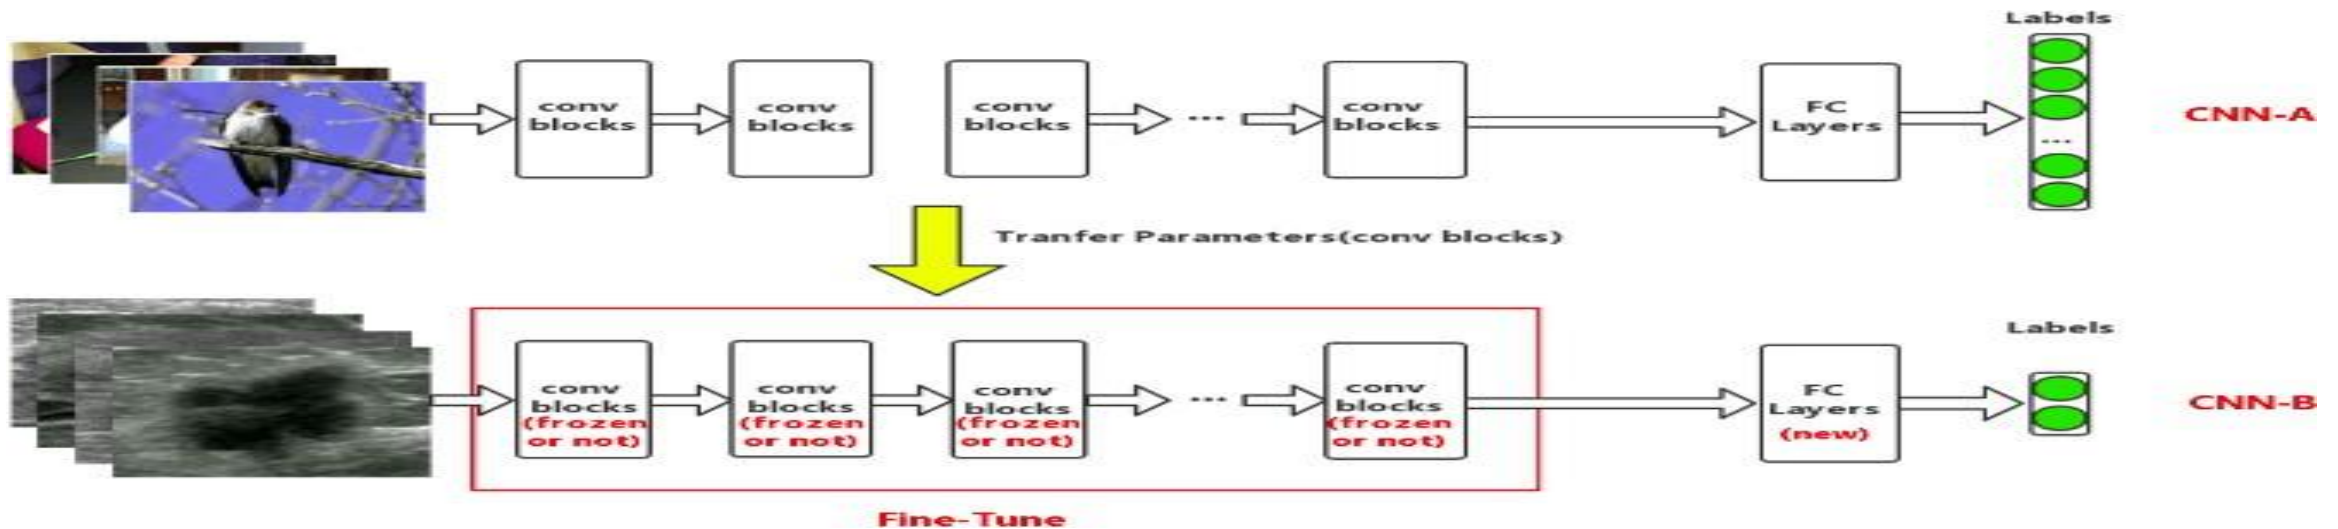 Labels
conv
blocks
conv
blocks
conv
blocks
...
conv
blocks
FC
Layers
...
CNN-A
Tranfer Parameters(conv blocks)
Labels
conv
blocks
(frozen
or not)
conv
blocks
(frozen
or not)
conv
blocks
(frozen
or not)
...
conv
blocks
(frozen
or not)
FC
Layers
(new)
CNN-B
Fine-Tune